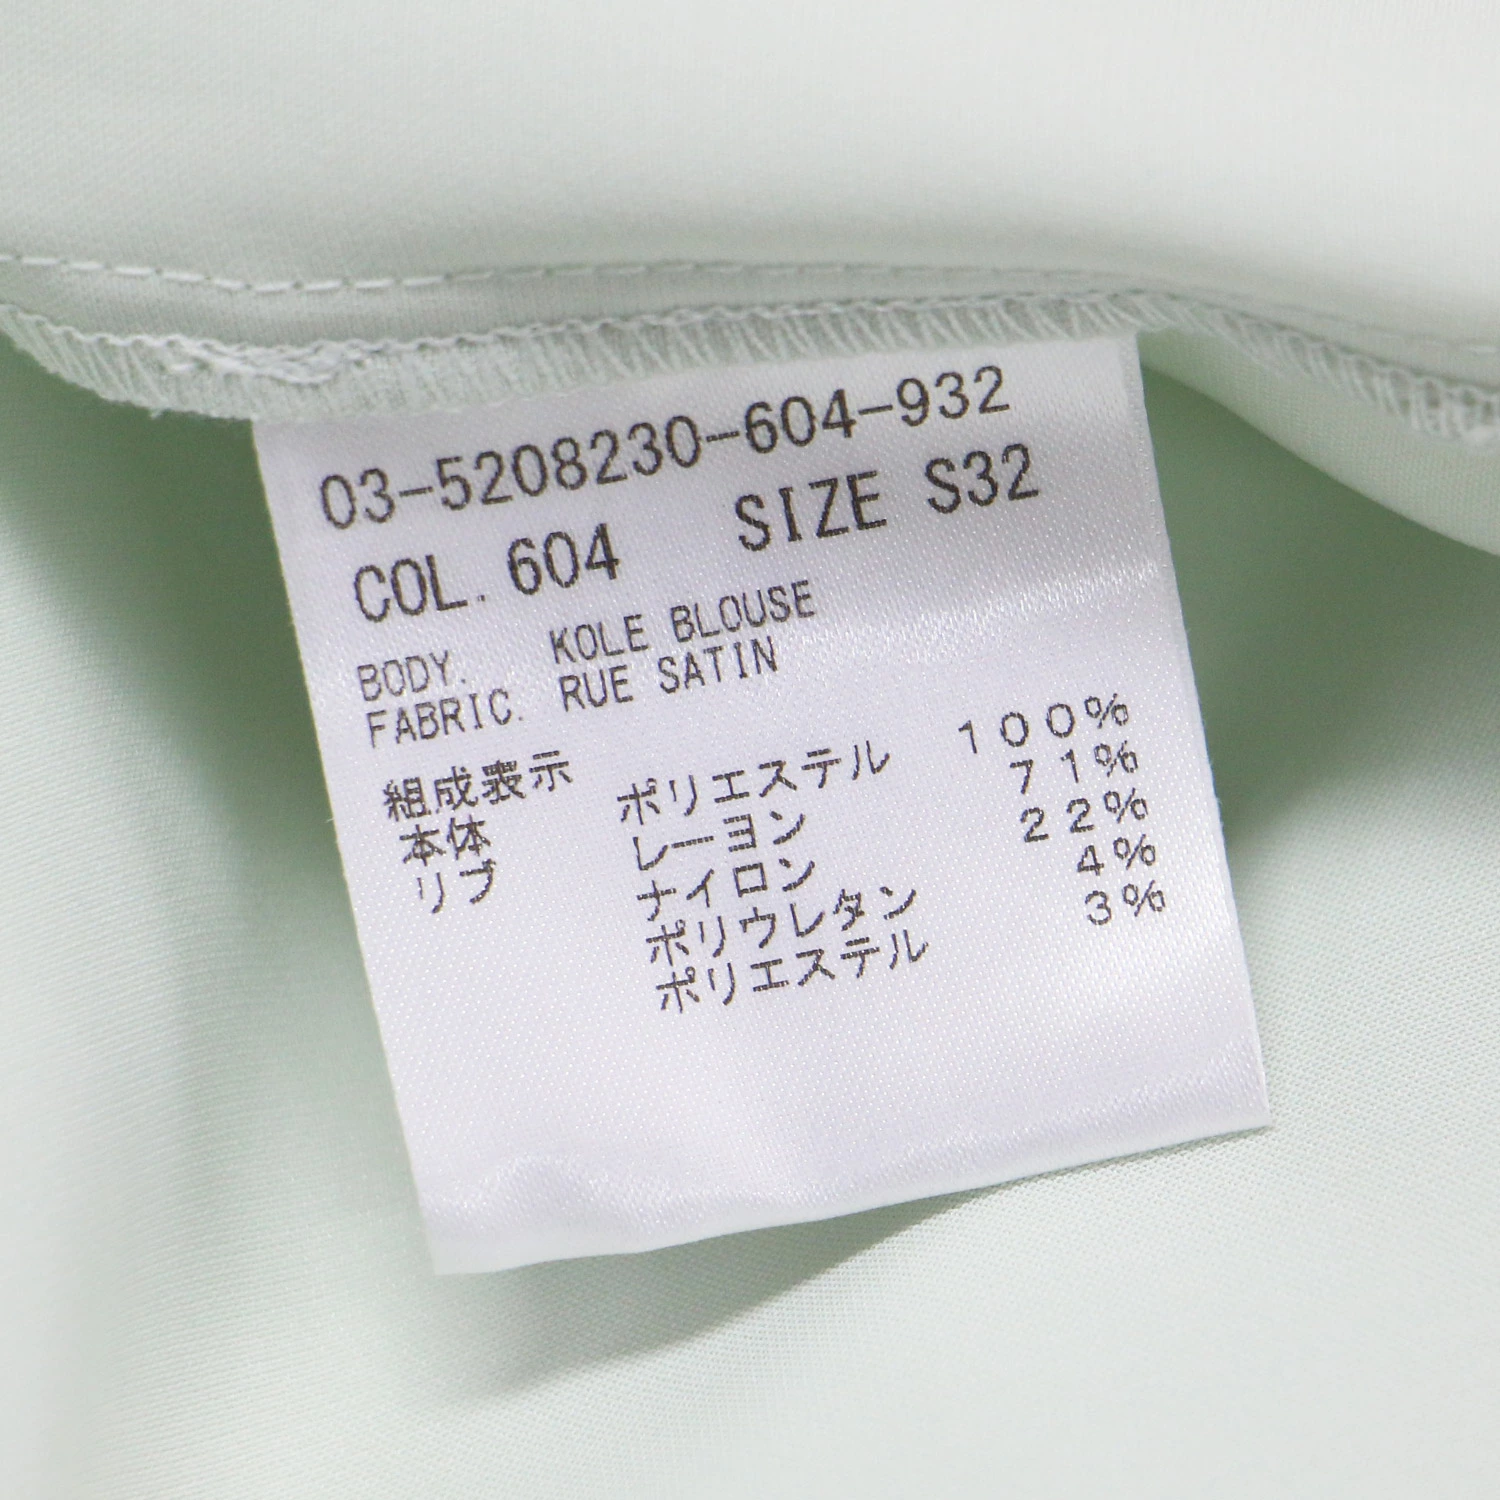 03-5208230-604-932
COL. 604 SIZE S32
BODY. KOLE BLOUSE
FABRIC. RUE SATIN
組成表示
本体 ポリエステル 100%
リブ レーヨン 71%
ナイロン 22%
ポリウレタン 4%
ポリエステル 3%